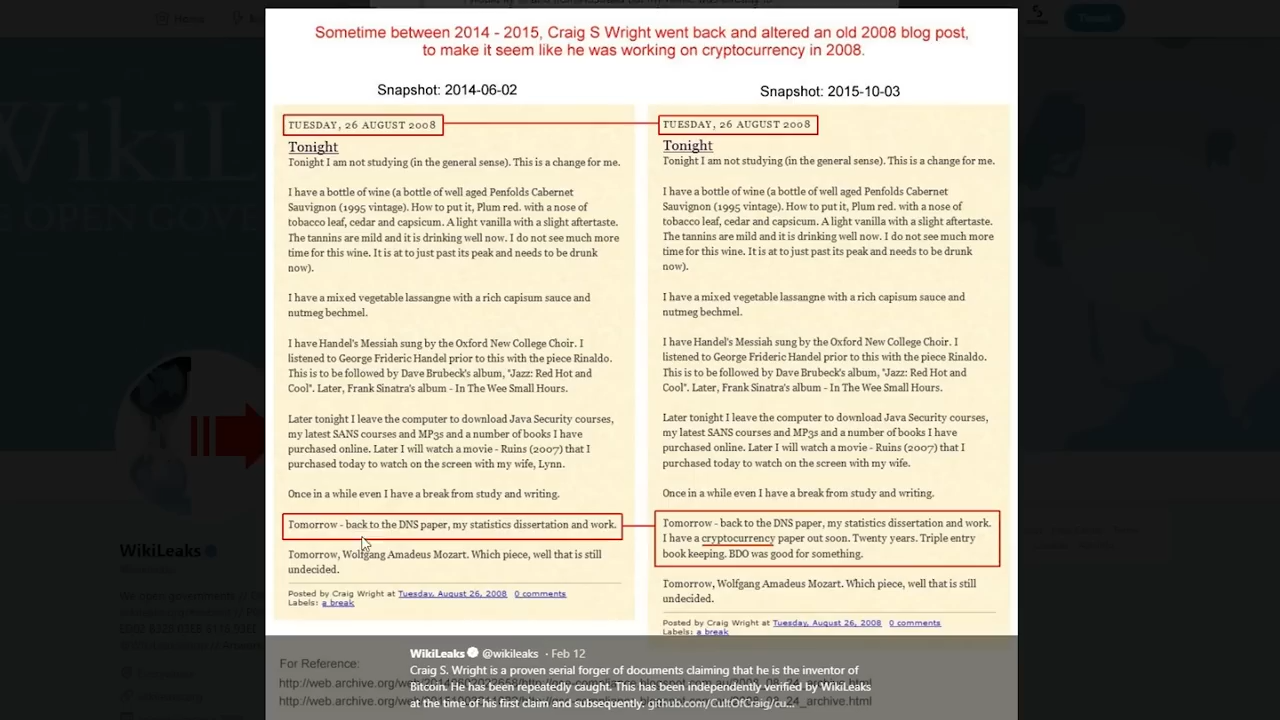 Home
Sometime between 2014 - 2015, Craig S Wright went back and altered an old 2008 blog post,
to make it seem like he was working on cryptocurrency in 2008.
Snapshot: 2014-06-02
TUESDAY, 26 AUGUST 2008
Tonight
Tonight I am not studying (in the general sense). This is a change for me.
I have a bottle of wine (a bottle of well aged Penfolds Cabernet
Sauvignon (1995 vintage). How to put it, Plum red. with a nose of
tobacco leaf, cedar and capsicum. A light vanilla with a slight aftertaste.
The tannins are mild and it is drinking well now. I do not see much more
time for this wine. It is at to just past its peak and needs to be drunk
now).
I have a mixed vegetable lassangne with a rich capisum sauce and
nutmeg bechmel.
I have Handel's Messiah sung by the Oxford New College Choir. I
listened to George Frideric Handel prior to this with the piece Rinaldo.
This is to be followed by Dave Brubeck's album, "Jazz: Red Hot and
Cool". Later, Frank Sinatra's album - In The Wee Small Hours.
Later tonight I leave the computer to download Java Security courses,
my latest SANS courses and MP3s and a number of books I have
purchased online. Later I will watch a movie - Ruins (2007) that I
purchased today to watch on the screen with my wife, Lynn.
Once in a while even I have a break from study and writing.
Tomorrow - back to the DNS paper, my statistics dissertation and work.
Tomorrow, Wolfgang Amadeus Mozart. Which piece, well that is still
undecided.
Posted by Craig Wright at Tuesday, August 26, 2008 0 comments
Labels: a break
Snapshot: 2015-10-03
TUESDAY, 26 AUGUST 2008
Tonight
Tonight I am not studying (in the general sense). This is a change for me.
I have a bottle of wine (a bottle of well aged Penfolds Cabernet
Sauvignon (1995 vintage). How to put it, Plum red. with a nose of
tobacco leaf, cedar and capsicum. A light vanilla with a slight aftertaste.
The tannins are mild and it is drinking well now. I do not see much more
time for this wine. It is at to just past its peak and needs to be drunk
now).
I have a mixed vegetable lassangne with a rich capisum sauce and
nutmeg bechmel.
I have Handel's Messiah sung by the Oxford New College Choir. I
listened to George Frideric Handel prior to this with the piece Rinaldo.
This is to be followed by Dave Brubeck's album, "Jazz: Red Hot and
Cool". Later, Frank Sinatra's album - In The Wee Small Hours.
Later tonight I leave the computer to download Java Security courses,
my latest SANS courses and MP3s and a number of books I have
purchased online. Later I will watch a movie - Ruins (2007) that I
purchased today to watch on the screen with my wife.
Once in a while even I have a break from study and writing.
Tomorrow - back to the DNS paper, my statistics dissertation and work.
I have a cryptocurrency paper out soon. Twenty years. Triple entry
book keeping. BDO was good for something.
Tomorrow, Wolfgang Amadeus Mozart. Which piece, well that is still
undecided.
Posted by Craig Wright at Tuesday, August 26, 2008 0 comments
Labels: a break
WikiLeaks
For Reference:
http://web.archive.org/web/
_24_archive.html
http://web.archive.org/web/
_24_archive.html
WikiLeaks @wikileaks · Feb 12
Craig S. Wright is a proven serial forger of documents claiming that he is the inventor of
Bitcoin. He has been repeatedly caught. This has been independently verified by WikiLeaks
at the time of his first claim and subsequently: github.com/CultOfCraig/cu...